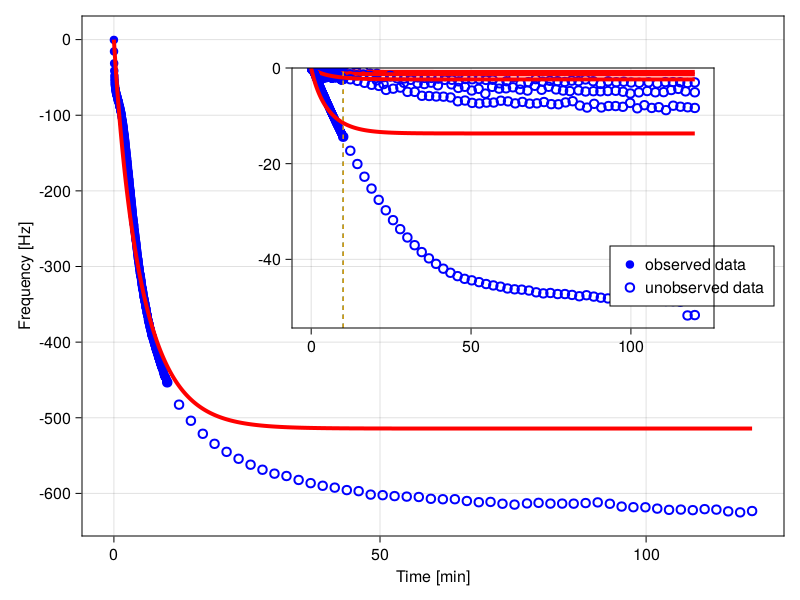 0
-100
-200
-300
-400
-500
-600
Frequency [Hz]
0
-20
-40
0 50 100
observed data
unobserved data
0 50 100
Time [min]